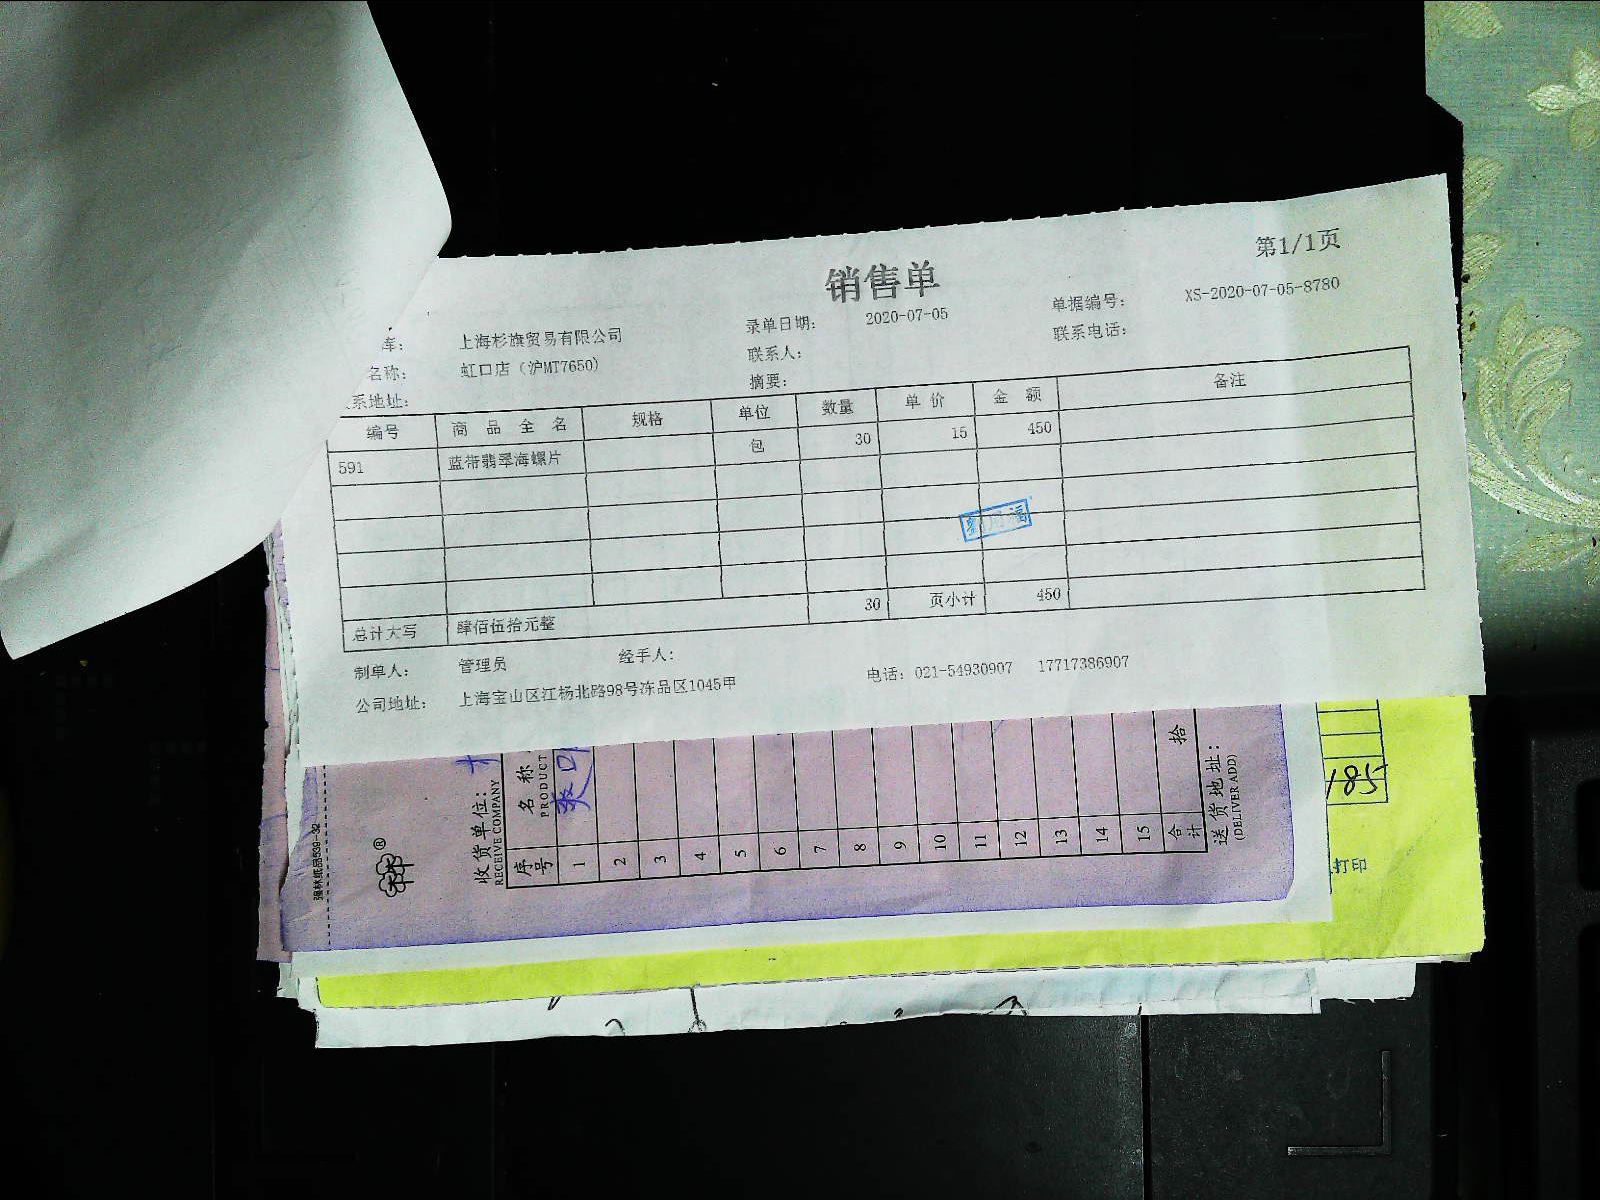 销售单
第1/1页
库： 上海杉旗贸易有限公司 录单日期： 2020-07-05 单据编号： XS-2020-07-05-8780
名称： 虹口店（沪MT7650） 联系人： 联系电话：
系地址： 摘要：
编号 商品全名 规格 单位 数量 单价 金额 备注
591 蓝带翡翠海螺片 包 30 15 450
总计大写 肆佰伍拾元整 30 页小计 450
制单人： 管理员 经手人：
公司地址： 上海宝山区江杨北路98号冻品区1045甲 电话：021-54930907 17717386907
收货单位：
RECEIVE COMPANY
序号 名称
PRODUCT
1
2
3
4
5
6
7
8
9
10
11
12
13
14
15
合计 拾
送货地址：
(DELIVER ADD)
强林纸品539-32
185
打印